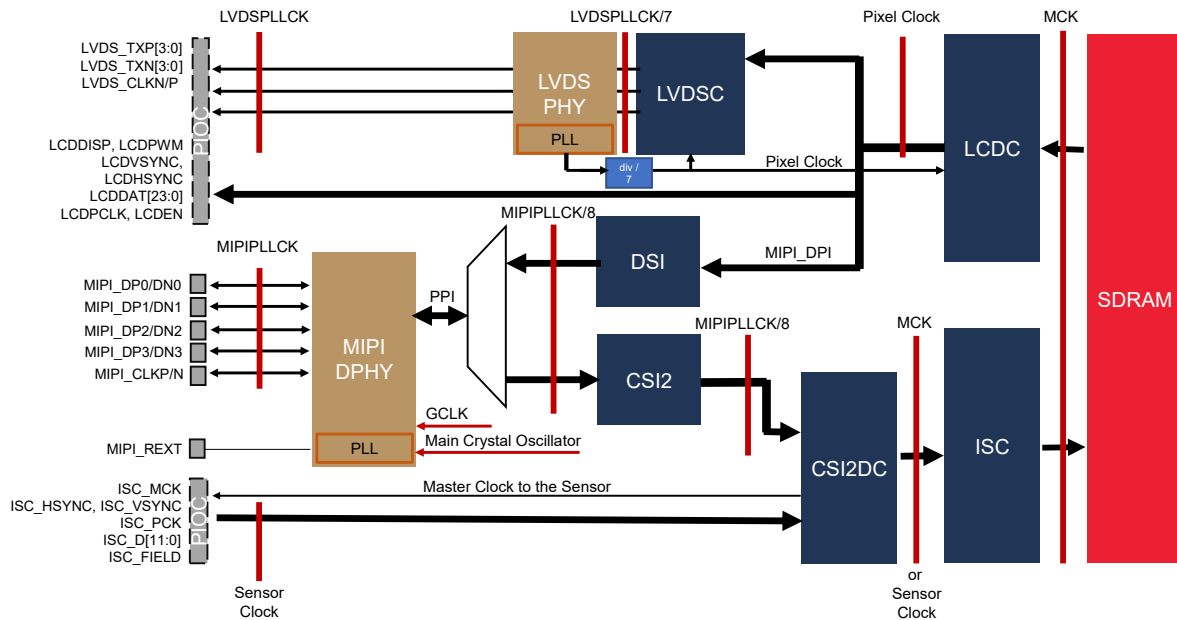 LVDSPLLCK
LVDSPLLCK/7
Pixel Clock
MCK
LVDS_TXP[3:0]
LVDS_TXN[3:0]
LVDS_CLKN/P
PIOC
LVDS
PHY
PLL
LVDSC
LCDC
SDRAM
div /
7
Pixel Clock
LCDDISP, LCDPWM
LCDVSYNC,
LCDHSYNC
LCDDAT[23:0]
LCDPCLK, LCDEN
MIPIPLLCK
MIPIPLLCK/8
DSI
MIPI_DPI
MIPI_DP0/DN0
MIPI_DP1/DN1
MIPI_DP2/DN2
MIPI_DP3/DN3
MIPI_CLKP/N
MIPI
DPHY
PPI
MIPIPLLCK/8
MCK
CSI2
GCLK
Main Crystal Oscillator
MIPI_REXT
PLL
CSI2DC
ISC
ISC_MCK
ISC_HSYNC, ISC_VSYNC
ISC_PCK
ISC_D[11:0]
ISC_FIELD
PIOC
Master Clock to the Sensor
Sensor
Clock
or
Sensor
Clock